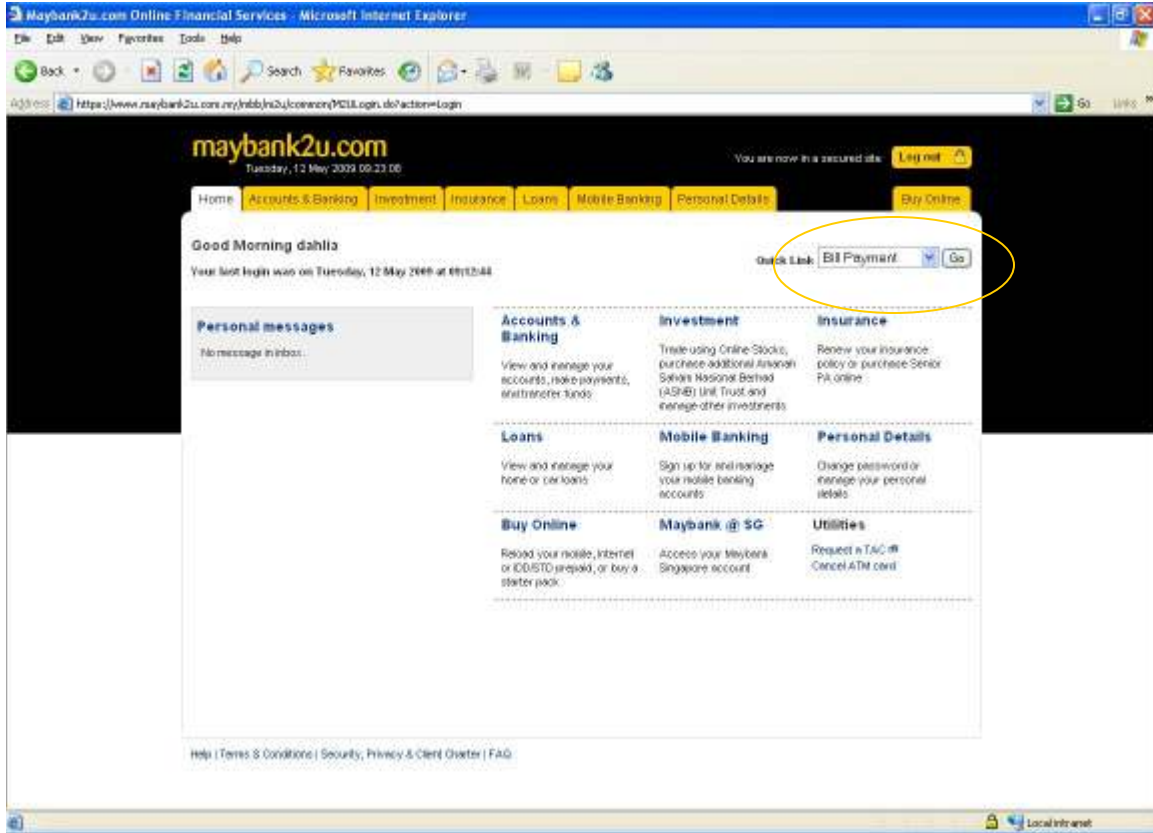 Maybank2u.com Online Financial Services - Microsoft Internet Explorer
File Edit View Favorites Tools Help
Back Search Favorites
Address https://www.maybank2u.com.my/mbb/m2u/common/M2ULogin.do?action=Login Go Links
maybank2u.com
Tuesday, 12 May 2009 09:23:08
You are now in a secured site Log out
Home Accounts & Banking Investment Insurance Loans Mobile Banking Personal Details Buy Online
Good Morning dahlia
Quick Link Bill Payment Go
Your last login was on Tuesday, 12 May 2009 at 09:12:44
Personal messages
No message in inbox.
Accounts &
Banking
View and manage your
accounts, make payments,
and transfer funds
Investment
Trade using Online Stocks,
purchase additional Amanah
Saham Nasional Berhad
(ASNB) Unit Trust and
manage other investments
Insurance
Renew your insurance
policy or purchase Senior
PA online
Loans
View and manage your
home or car loans
Mobile Banking
Sign up for and manage
your mobile banking
accounts
Personal Details
Change password or
manage your personal
details
Buy Online
Reload your mobile, internet
or IDD/STD prepaid, or buy a
starter pack
Maybank @ SG
Access your Maybank
Singapore account
Utilities
Request a TAC
Cancel ATM card
Help | Terms & Conditions | Security, Privacy & Client Charter | FAQ
Local intranet